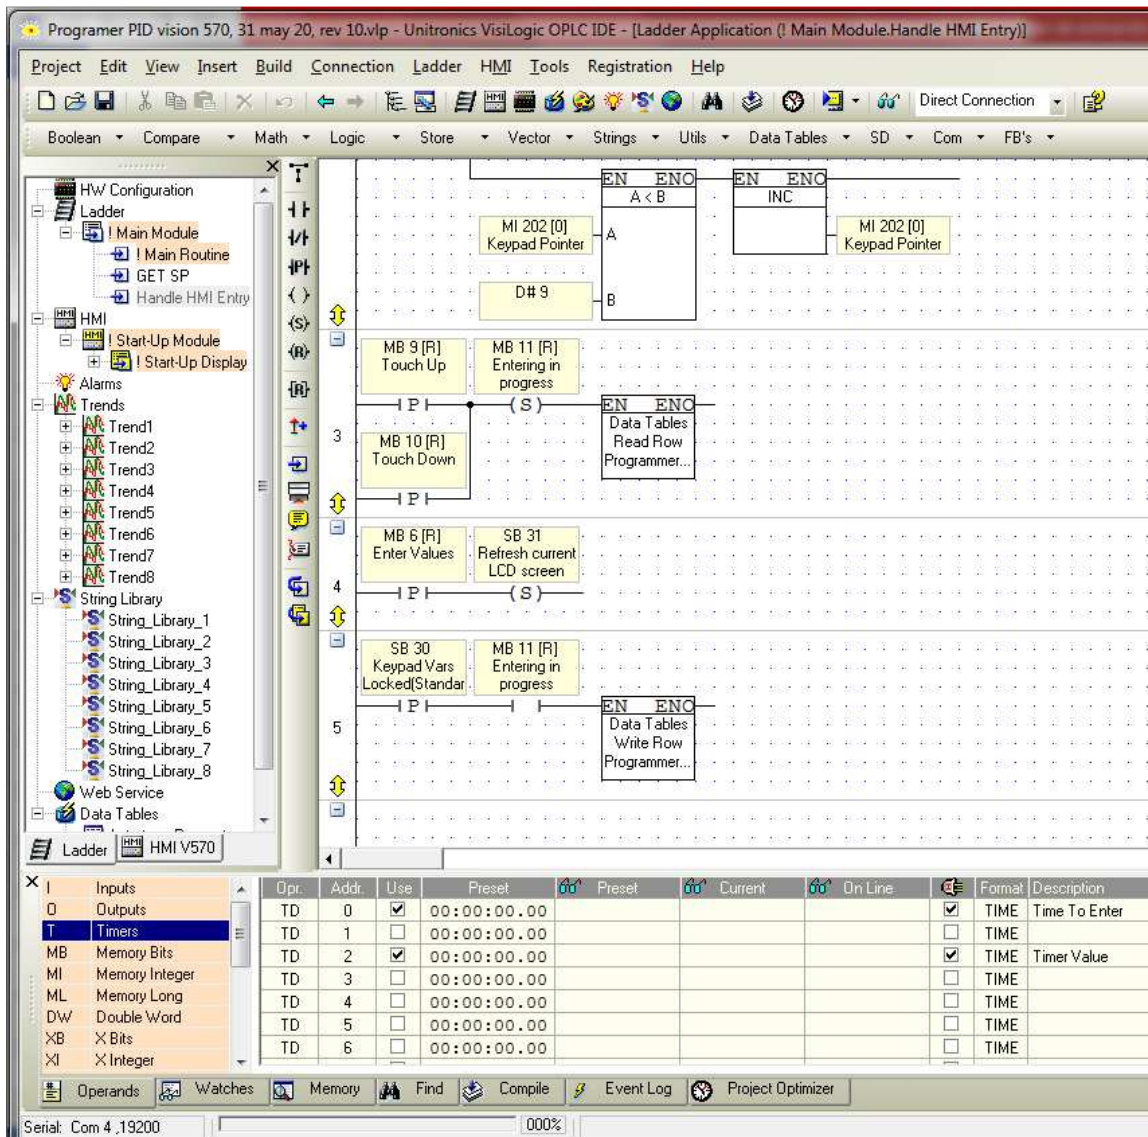 Programer PID vision 570, 31 may 20, rev 10.vlp - Unitronics VisiLogic OPLC IDE - [Ladder Application (! Main Module.Handle HMI Entry)]
Project Edit View Insert Build Connection Ladder HMI Tools Registration Help
Direct Connection
Boolean Compare Math Logic Store Vector Strings Utils Data Tables SD Com FB's
HW Configuration
Ladder
! Main Module
! Main Routine
GET SP
Handle HMI Entry
HMI
! Start-Up Module
! Start-Up Display
Alarms
Trends
Trend1
Trend2
Trend3
Trend4
Trend5
Trend6
Trend7
Trend8
String Library
String_Library_1
String_Library_2
String_Library_3
String_Library_4
String_Library_5
String_Library_6
String_Library_7
String_Library_8
Web Service
Data Tables
Ladder HMI V570
EN ENO EN ENO
A < B INC
MI 202 [0]
Keypad Pointer
A
MI 202 [0]
Keypad Pointer
D# 9
B
3
MB 9 [R]
Touch Up
P
MB 11 [R]
Entering in
progress
(S)
EN ENO
Data Tables
Read Row
Programmer...
MB 10 [R]
Touch Down
P
4
MB 6 [R]
Enter Values
P
SB 31
Refresh current
LCD screen
(S)
5
SB 30
Keypad Vars
Locked(Standar
P
MB 11 [R]
Entering in
progress
EN ENO
Data Tables
Write Row
Programmer...
I Inputs
O Outputs
T Timers
MB Memory Bits
MI Memory Integer
ML Memory Long
DW Double Word
XB X Bits
XI X Integer
Opr. Addr. Use Preset Preset Current On Line Format Description
TD 0 00:00:00.00 TIME Time To Enter
TD 1 00:00:00.00 TIME
TD 2 00:00:00.00 TIME Timer Value
TD 3 00:00:00.00 TIME
TD 4 00:00:00.00 TIME
TD 5 00:00:00.00 TIME
TD 6 00:00:00.00 TIME
Operands Watches Memory Find Compile Event Log Project Optimizer
Serial: Com 4 ,19200 000%